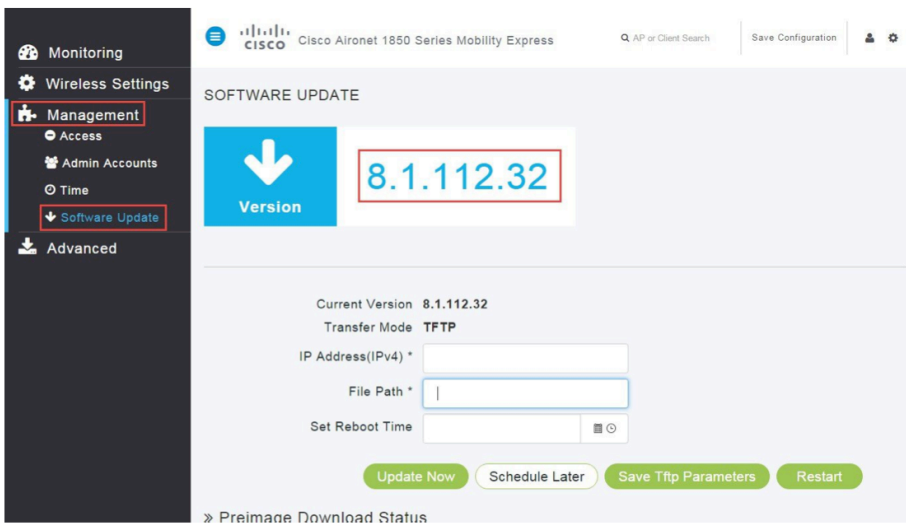 Monitoring
Wireless Settings
Management
Access
Admin Accounts
Time
Software Update
Advanced
CISCO Cisco Aironet 1850 Series Mobility Express
AP or Client Search
Save Configuration
SOFTWARE UPDATE
Version
8.1.112.32
Current Version 8.1.112.32
Transfer Mode TFTP
IP Address(IPv4) *
File Path *
Set Reboot Time
Update Now Schedule Later Save Tftp Parameters Restart
» Preimage Download Status